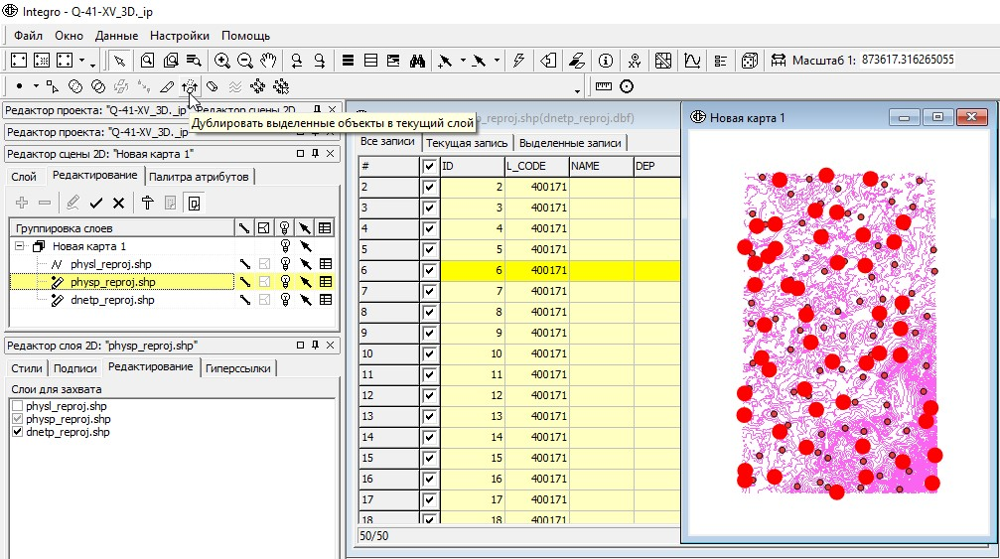 Integro - Q-41-XV_3D._ip
Файл Окно Данные Настройки Помощь
Масштаб 1: 873617.316265055
Редактор проекта: "Q-41-XV_3D._ip" Редактор сцены 2D
Дублировать выделенные объекты в текущий слой
p_reproj.shp(dnetp_reproj.dbf)
Редактор проекта: "Q-41-XV_3D._ip"
Редактор сцены 2D: "Новая карта 1"
Слой Редактирование Палитра атрибутов
Группировка слоев
Новая карта 1
physl_reproj.shp
physp_reproj.shp
dnetp_reproj.shp
Редактор слоя 2D: "physp_reproj.shp"
Стили Подписи Редактирование Гиперссылки
Слои для захвата
physl_reproj.shp
physp_reproj.shp
dnetp_reproj.shp
Все записи Текущая запись Выделенные записи
# ID L_CODE NAME DEP
2 2 400171
3 3 400171
4 4 400171
5 5 400171
6 6 400171
7 7 400171
8 8 400171
9 9 400171
10 10 400171
11 11 400171
12 12 400171
13 13 400171
14 14 400171
15 15 400171
16 16 400171
17 17 400171
18 18 400171
50/50
Новая карта 1